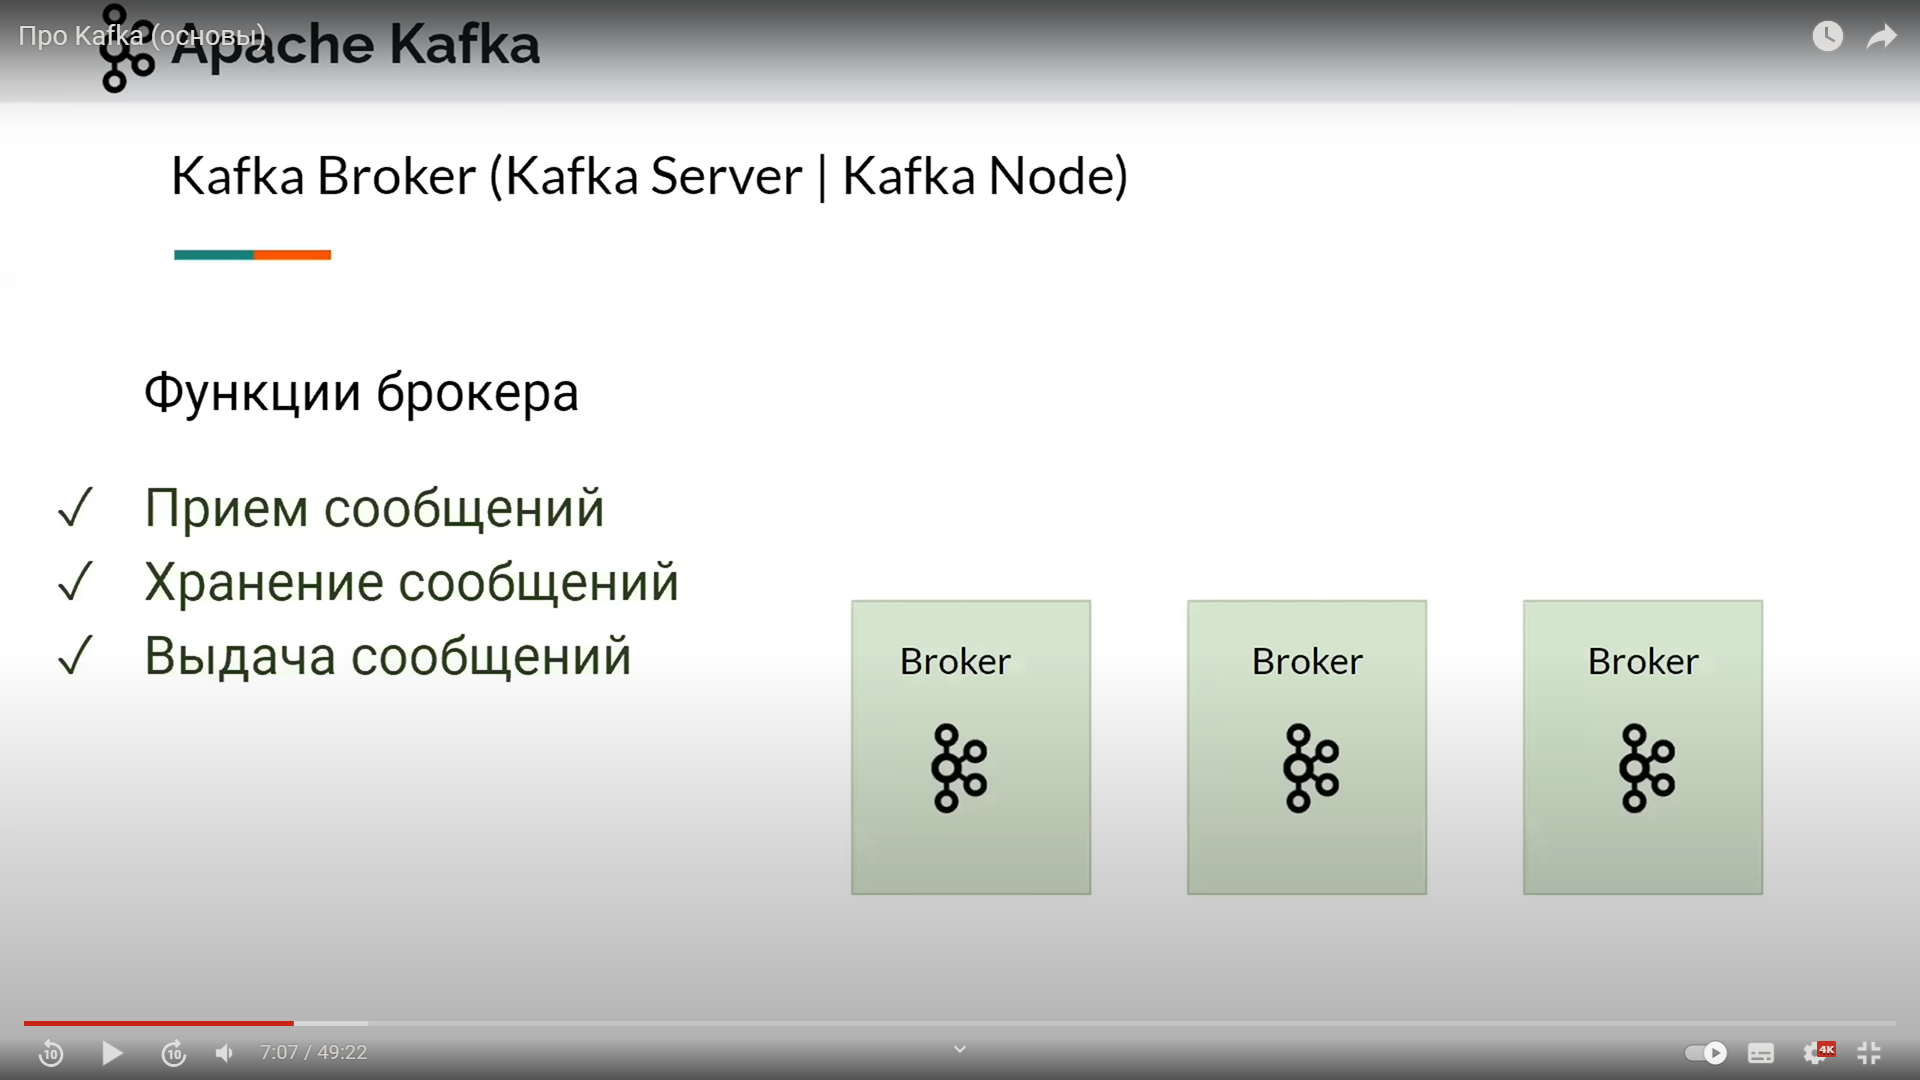 Про Kafka (основы)
Apache Kafka
Kafka Broker (Kafka Server | Kafka Node)
Функции брокера
✓ Прием сообщений
✓ Хранение сообщений
✓ Выдача сообщений
Broker
Broker
Broker
10
10
7:07 / 49:22
4K